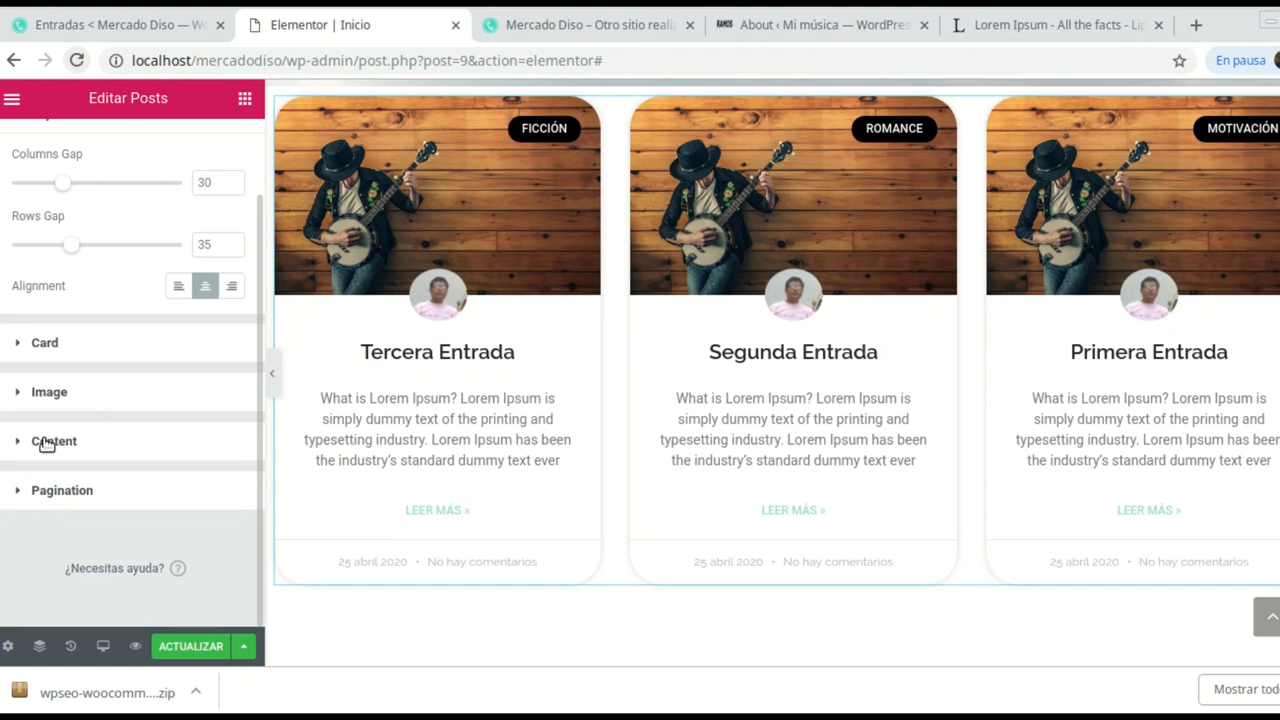 Entradas < Mercado Diso — Wo
Elementor | Inicio
Mercado Diso – Otro sitio realiz
RAMOS About ‹ Mi música — WordPres
L Lorem Ipsum - All the facts - Lip
localhost/mercadodiso/wp-admin/post.php?post=9&action=elementor#
En pausa
Editar Posts
Columns Gap
30
Rows Gap
35
Alignment
Card
Image
Content
Pagination
¿Necesitas ayuda? ?
ACTUALIZAR
FICCIÓN
Tercera Entrada
What is Lorem Ipsum? Lorem Ipsum is
simply dummy text of the printing and
typesetting industry. Lorem Ipsum has been
the industry’s standard dummy text ever
LEER MÁS »
25 abril 2020 • No hay comentarios
ROMANCE
Segunda Entrada
What is Lorem Ipsum? Lorem Ipsum is
simply dummy text of the printing and
typesetting industry. Lorem Ipsum has been
the industry’s standard dummy text ever
LEER MÁS »
25 abril 2020 • No hay comentarios
MOTIVACIÓN
Primera Entrada
What is Lorem Ipsum? Lorem Ipsum is
simply dummy text of the printing and
typesetting industry. Lorem Ipsum has been
the industry’s standard dummy text ever
LEER MÁS »
25 abril 2020 • No hay comentarios
wpseo-woocomm....zip
Mostrar tod